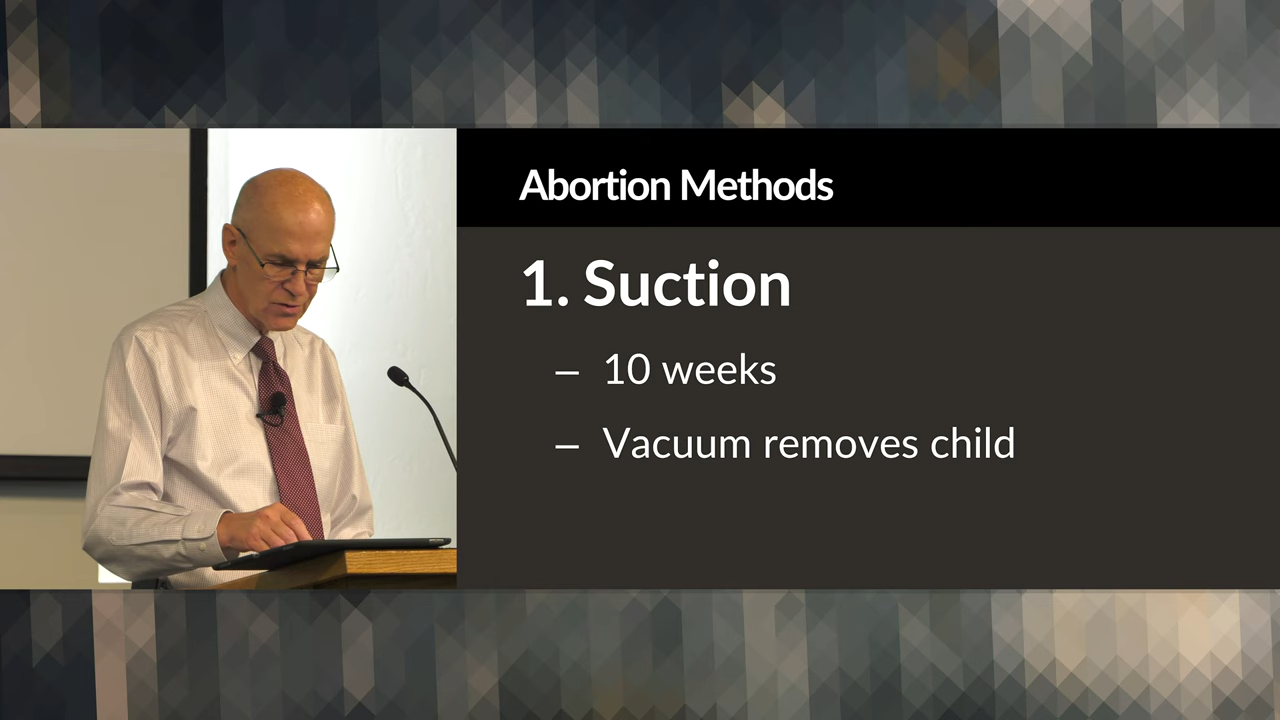 Abortion Methods
1. Suction
– 10 weeks
– Vacuum removes child